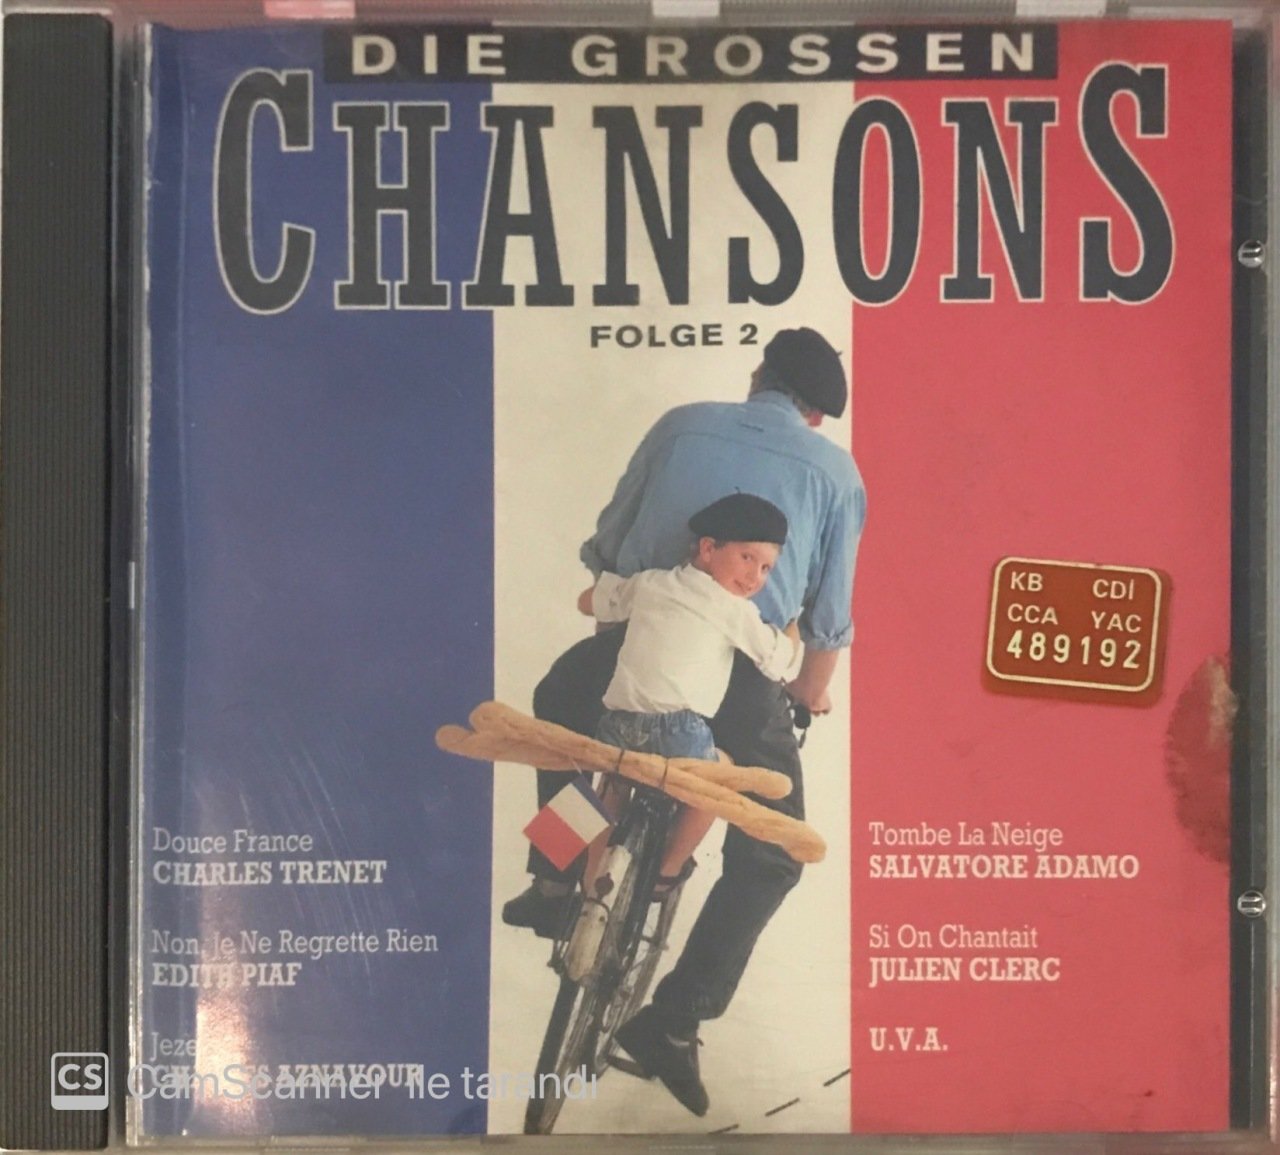 DIE GROSSEN
CHANSONS
FOLGE 2
KB CDİ
CCA YAC
489192
Douce France
CHARLES TRENET
Non, Je Ne Regrette Rien
EDITH PIAF
AZNAVOUR
Tombe La Neige
SALVATORE ADAMO
Si On Chantait
JULIEN CLERC
U.V.A.
CS CamScanner ile tarandı